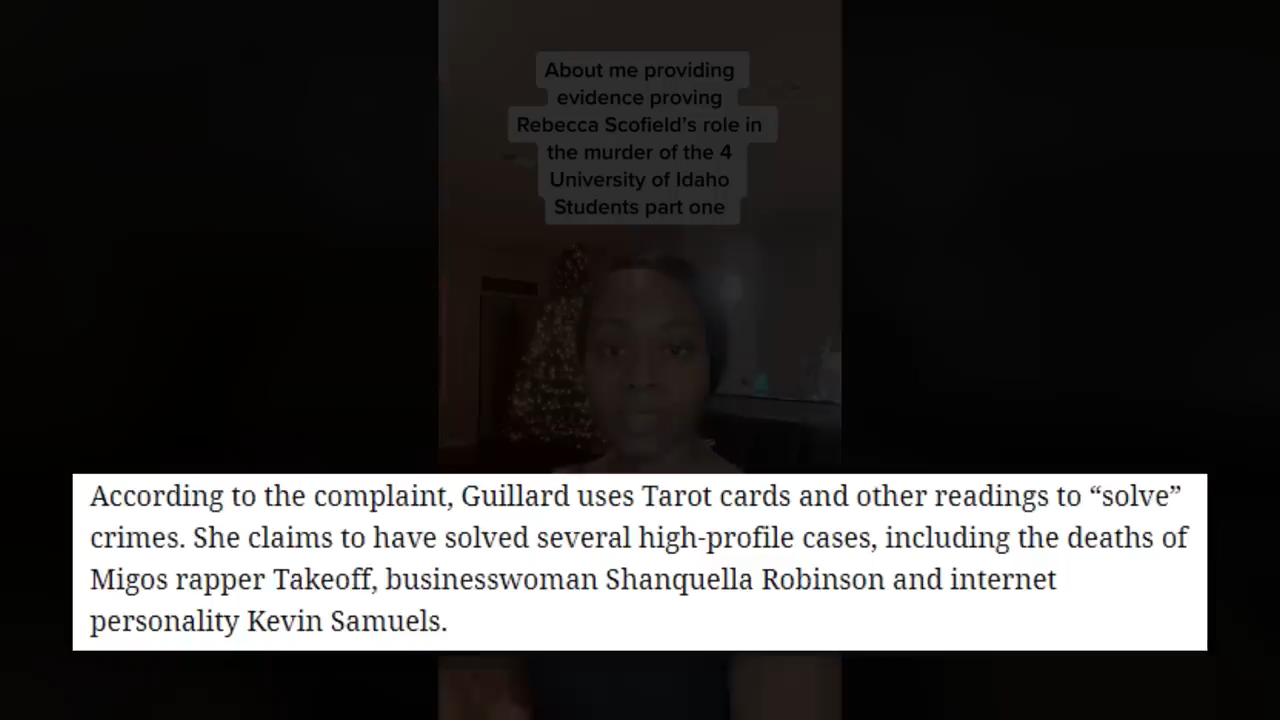 About me providing
evidence proving
Rebecca Scofield's role in
the murder of the 4
University of Idaho
Students part one
According to the complaint, Guillard uses Tarot cards and other readings to “solve”
crimes. She claims to have solved several high-profile cases, including the deaths of
Migos rapper Takeoff, businesswoman Shanquella Robinson and internet
personality Kevin Samuels.